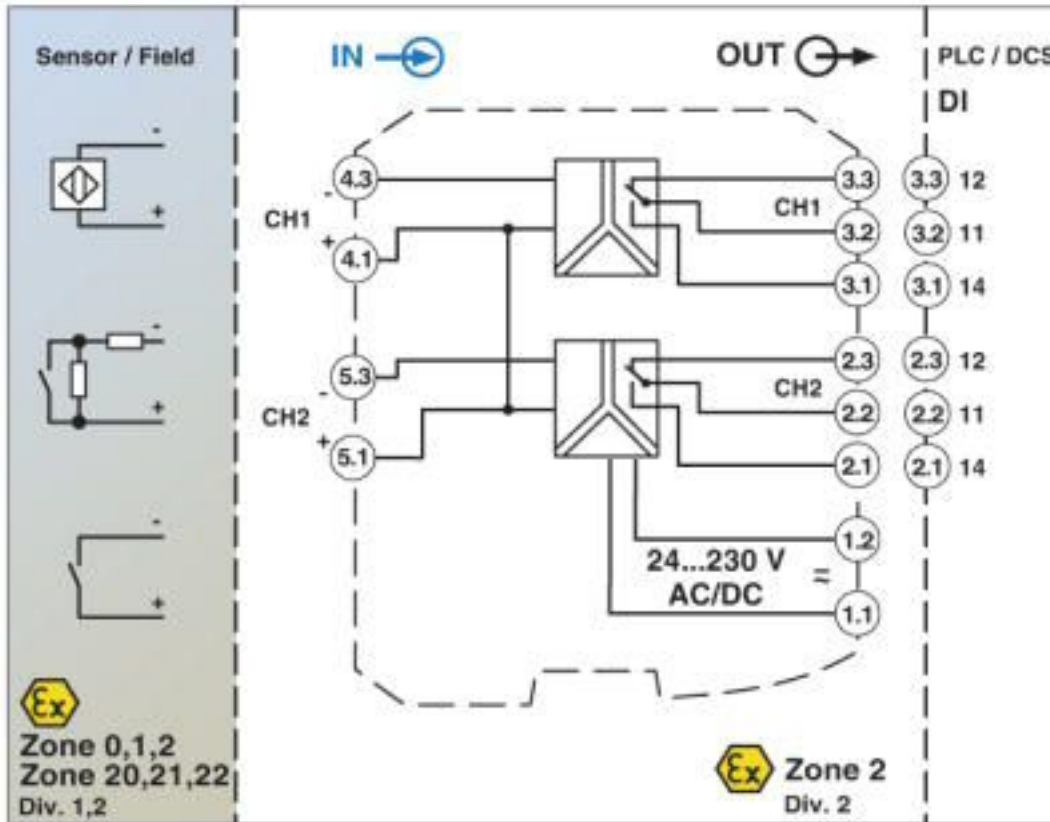 Sensor / Field
IN
OUT
PLC / DCS
DI
-
+
-
+
-
+
CH1
-
4.3
+
4.1
CH2
-
5.3
+
5.1
CH1
3.3
3.2
3.1
CH2
2.3
2.2
2.1
3.3 12
3.2 11
3.1 14
2.3 12
2.2 11
2.1 14
24...230 V
AC/DC
=
1.2
1.1
Ex
Zone 0,1,2
Zone 20,21,22
Div. 1,2
Ex
Zone 2
Div. 2